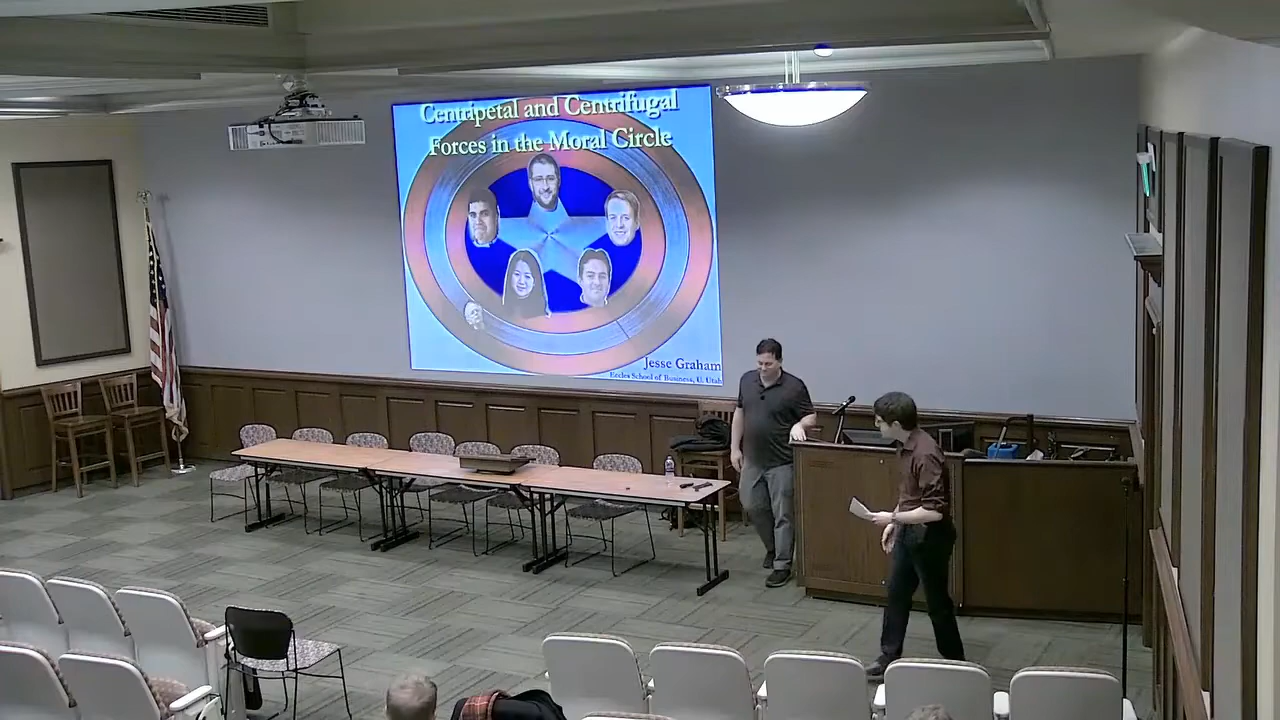 Centripetal and Centrifugal
Forces in the Moral Circle
Jesse Graham
Eccles School of Business, U. Utah